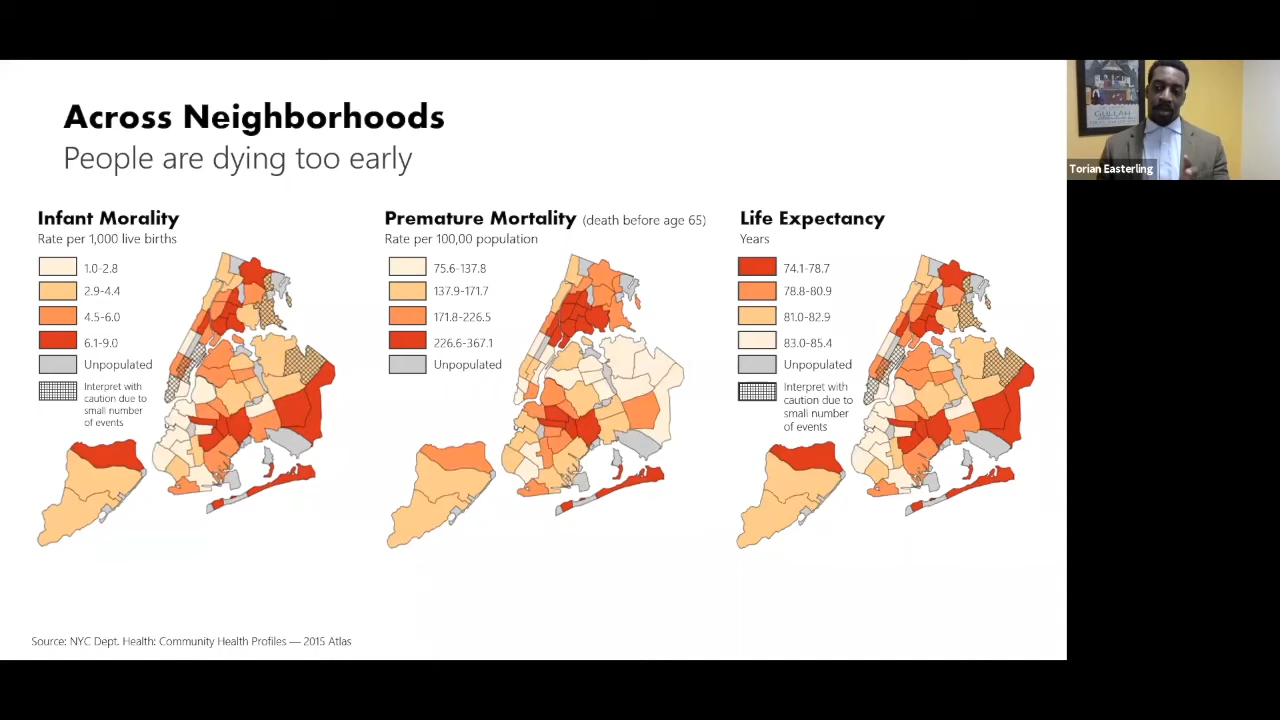 Across Neighborhoods
People are dying too early
Infant Morality
Rate per 1,000 live births
1.0-2.8
2.9-4.4
4.5-6.0
6.1-9.0
Unpopulated
Interpret with
caution due to
small number
of events
Premature Mortality (death before age 65)
Rate per 100,00 population
75.6-137.8
137.9-171.7
171.8-226.5
226.6-367.1
Unpopulated
Life Expectancy
Years
74.1-78.7
78.8-80.9
81.0-82.9
83.0-85.4
Unpopulated
Interpret with
caution due to
small number
of events
Source: NYC Dept. Health: Community Health Profiles — 2015 Atlas
GULLAH
Torian Easterling